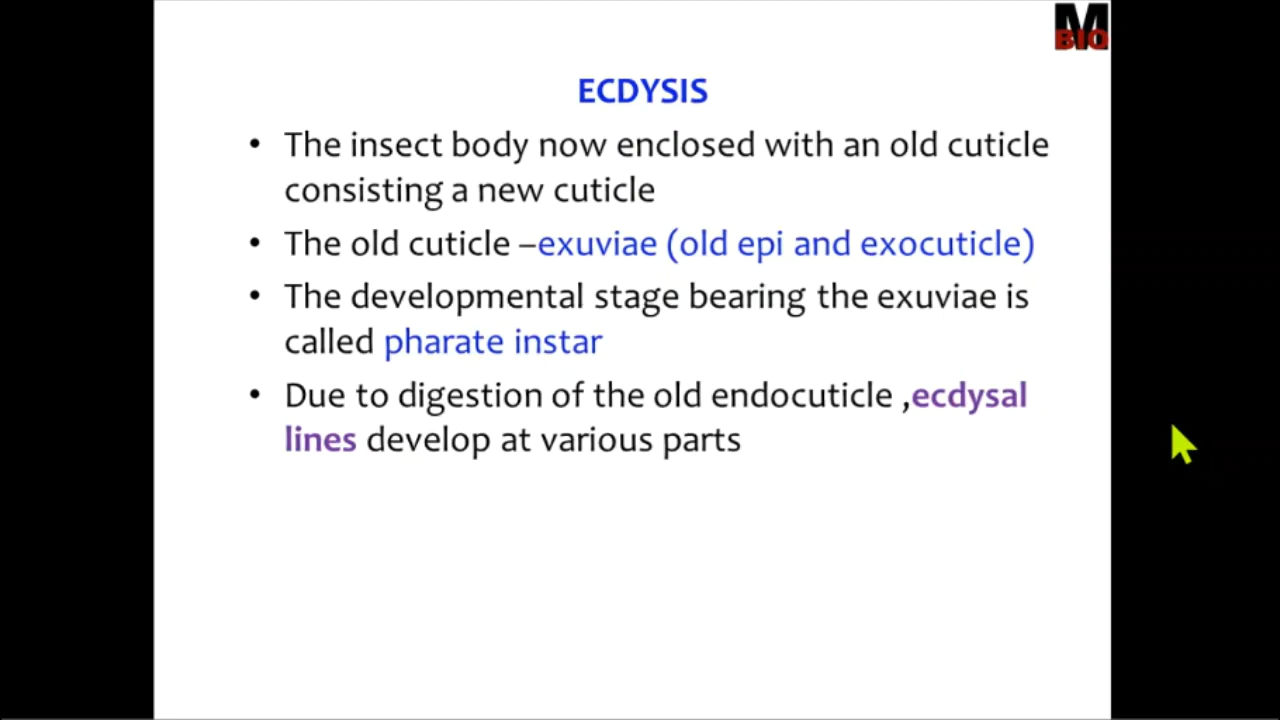 M
BIO
ECDYSIS
• The insect body now enclosed with an old cuticle
consisting a new cuticle
• The old cuticle –exuviae (old epi and exocuticle)
• The developmental stage bearing the exuviae is
called pharate instar
• Due to digestion of the old endocuticle ,ecdysal
lines develop at various parts